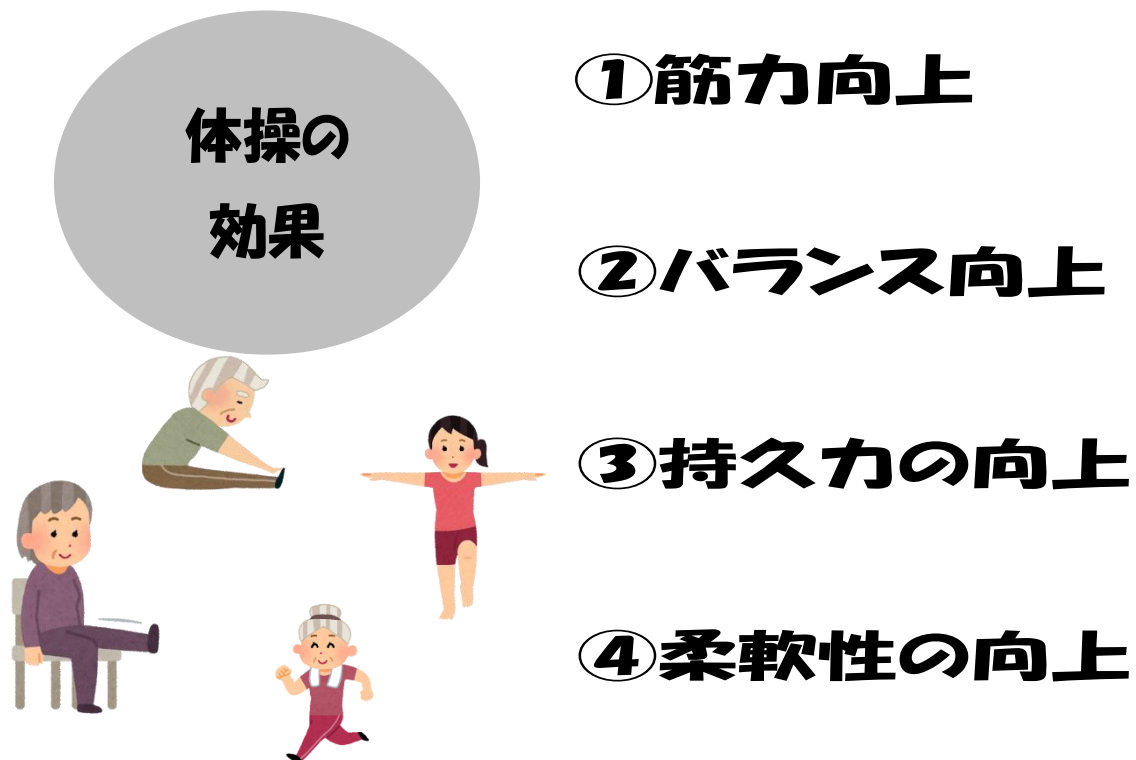 体操の
効果
①筋力向上
②バランス向上
③持久力の向上
④柔軟性の向上